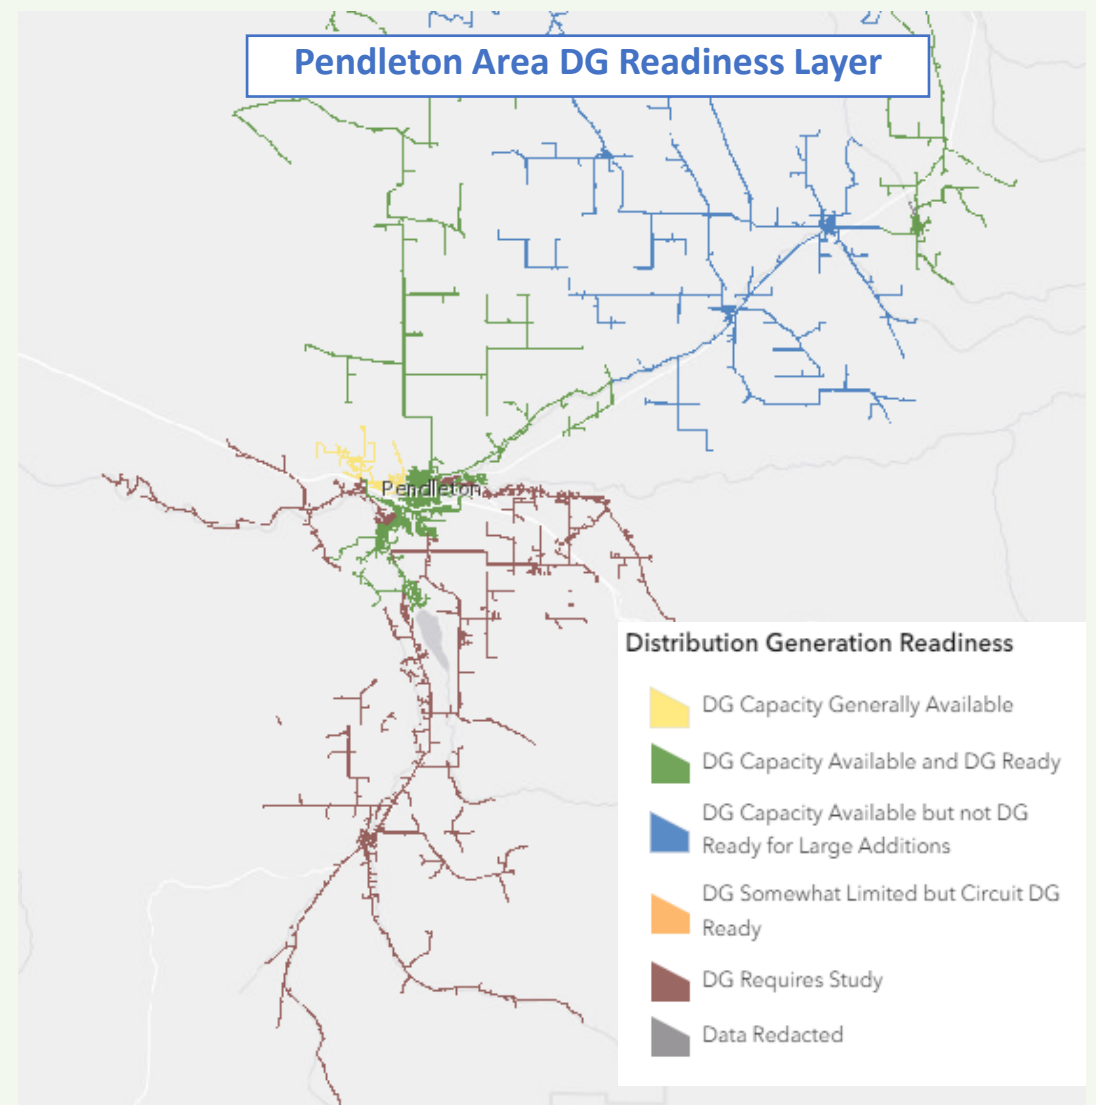 Pendleton Area DG Readiness Layer
Pendleton
Distribution Generation Readiness
DG Capacity Generally Available
DG Capacity Available and DG Ready
DG Capacity Available but not DG
Ready for Large Additions
DG Somewhat Limited but Circuit DG
Ready
DG Requires Study
Data Redacted